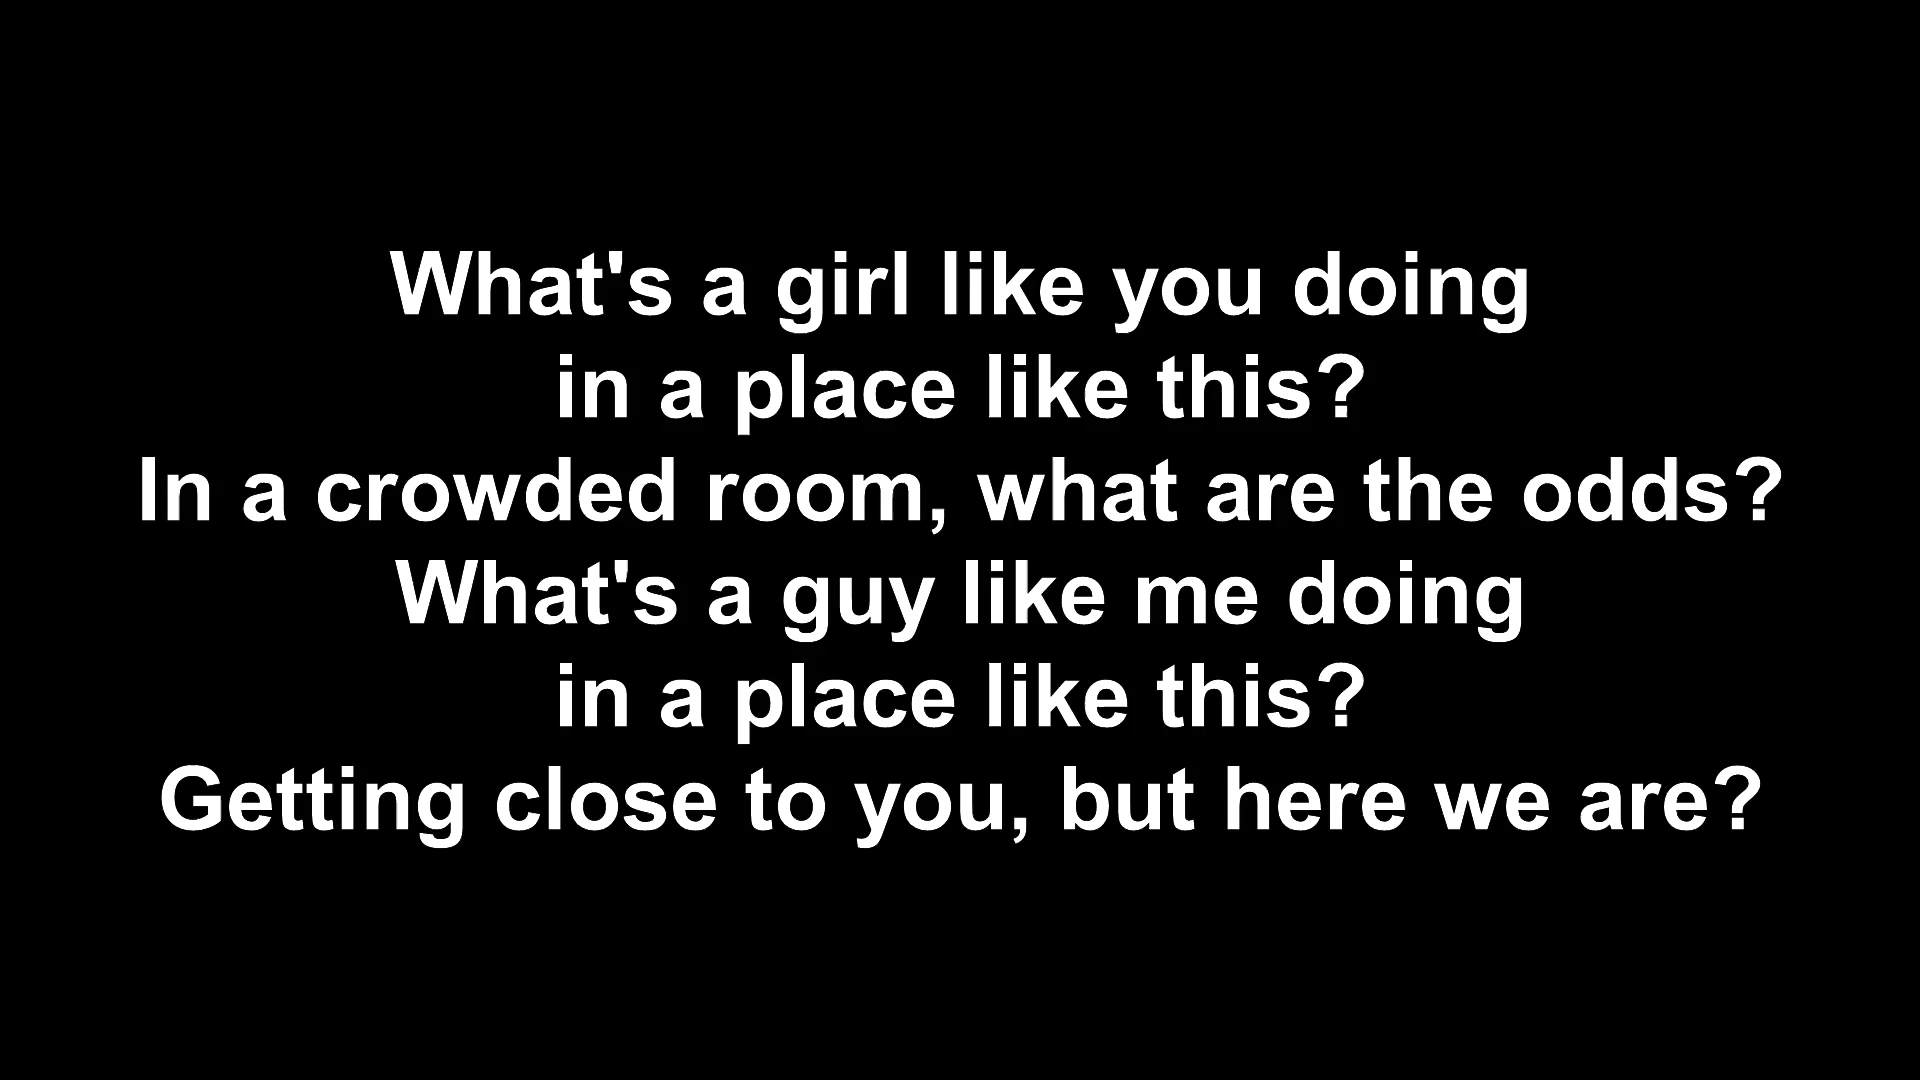 What's a girl like you doing
in a place like this?
In a crowded room, what are the odds?
What's a guy like me doing
in a place like this?
Getting close to you, but here we are?